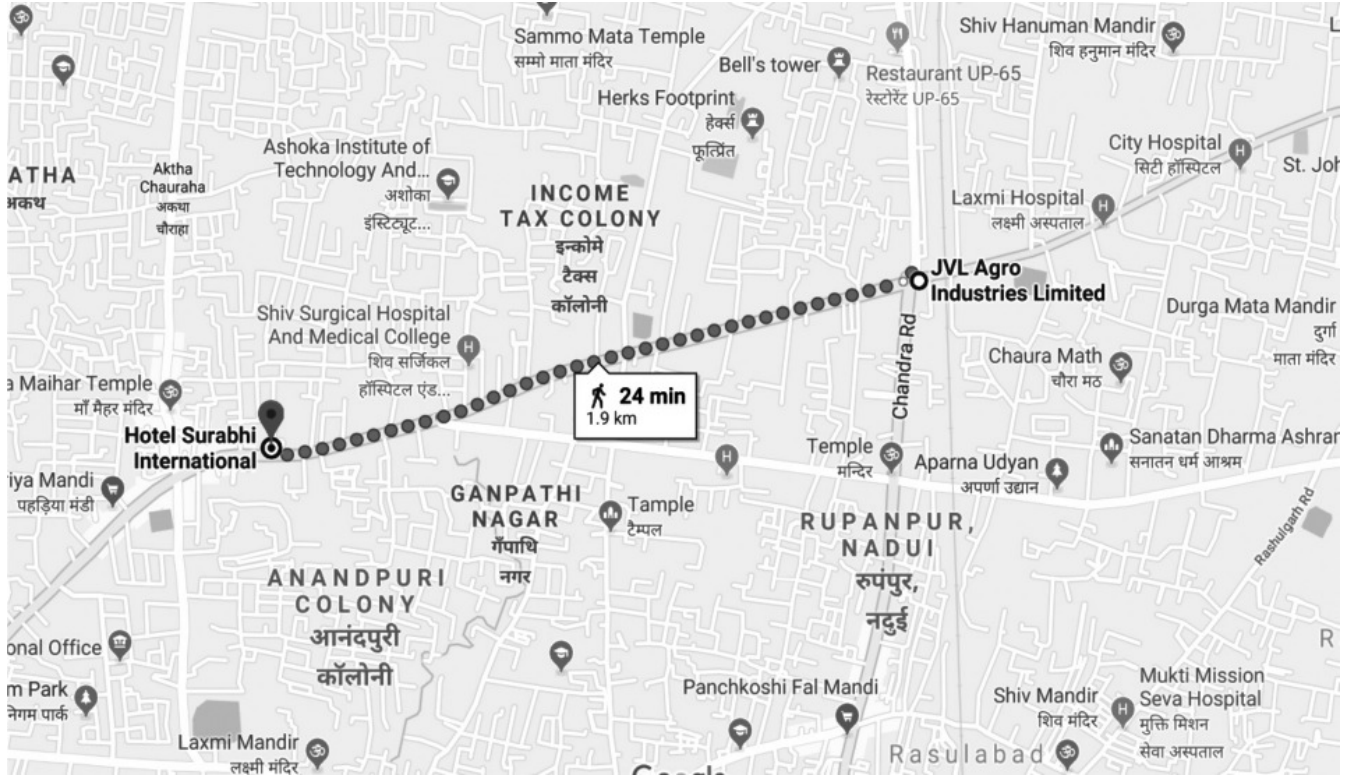 Sammo Mata Temple
सम्मो माता मंदिर
Bell's tower
Restaurant UP-65
रेस्टोरेंट UP-65
Shiv Hanuman Mandir
शिव हनुमान मंदिर
Herks Footprint
हेर्क्स
फूटप्रिंत
City Hospital
सिटी हॉस्पिटल
St. Joh
Ashoka Institute of
Technology And...
अशोका
इंस्टिट्यूट...
ATHA
अकथ
Aktha
Chauraha
अकथा
चौराहा
INCOME
TAX COLONY
इन्कोमे
टैक्स
कॉलोनी
Laxmi Hospital
लक्ष्मी अस्पताल
JVL Agro
Industries Limited
Shiv Surgical Hospital
And Medical College
शिव सर्जिकल
हॉस्पिटल एंड...
Durga Mata Mandir
दुर्गा
माता मंदिर
Chandra Rd
Chaura Math
चौरा मठ
a Maihar Temple
माँ मैहर मंदिर
24 min
1.9 km
Hotel Surabhi
International
Temple
मन्दिर
Aparna Udyan
अपर्णा उद्यान
Sanatan Dharma Ashrar
सनातन धर्म आश्रम
riya Mandi
पहड़िया मंडी
GANPATHI
NAGAR
गँपाथि
नगर
Tample
टैम्पल
RUPANPUR,
NADUI
रुपंपुर,
नदुई
Rashulgarh Rd
ANANDPURI
COLONY
आनंदपुरी
कॉलोनी
onal Office
R
m Park
निगम पार्क
Panchkoshi Fal Mandi
Shiv Mandir
शिव मंदिर
Mukti Mission
Seva Hospital
मुक्ति मिशन
सेवा अस्पताल
Laxmi Mandir
लक्ष्मी मंदिर
Rasulabad
Google